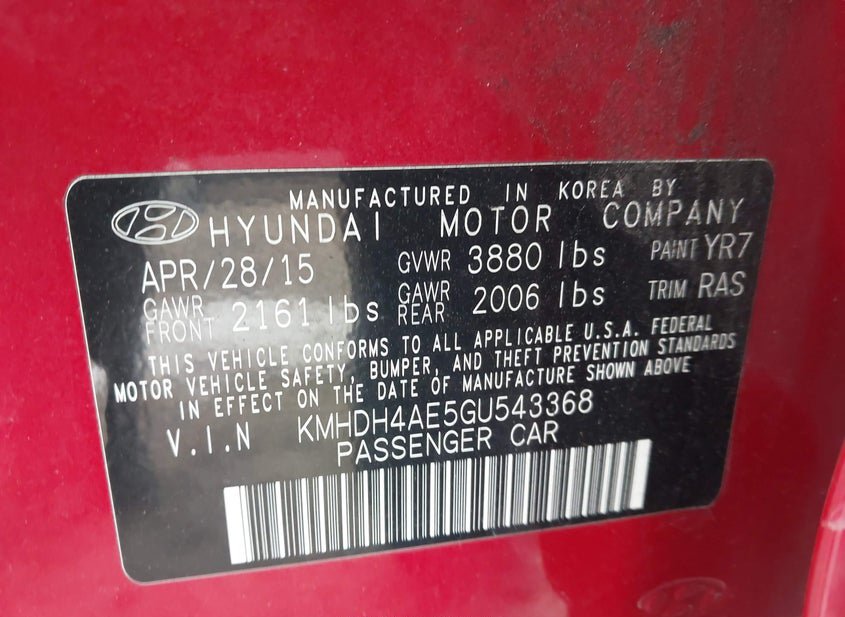 MANUFACTURED IN KOREA BY
HYUNDAI MOTOR COMPANY
APR/28/15 GVWR 3880 lbs PAINT YR7
GAWR FRONT 2161 lbs GAWR REAR 2006 lbs TRIM RAS
THIS VEHICLE CONFORMS TO ALL APPLICABLE U.S.A. FEDERAL
MOTOR VEHICLE SAFETY, BUMPER, AND THEFT PREVENTION STANDARDS
IN EFFECT ON THE DATE OF MANUFACTURE SHOWN ABOVE
V.I.N KMHDH4AE5GU543368
PASSENGER CAR